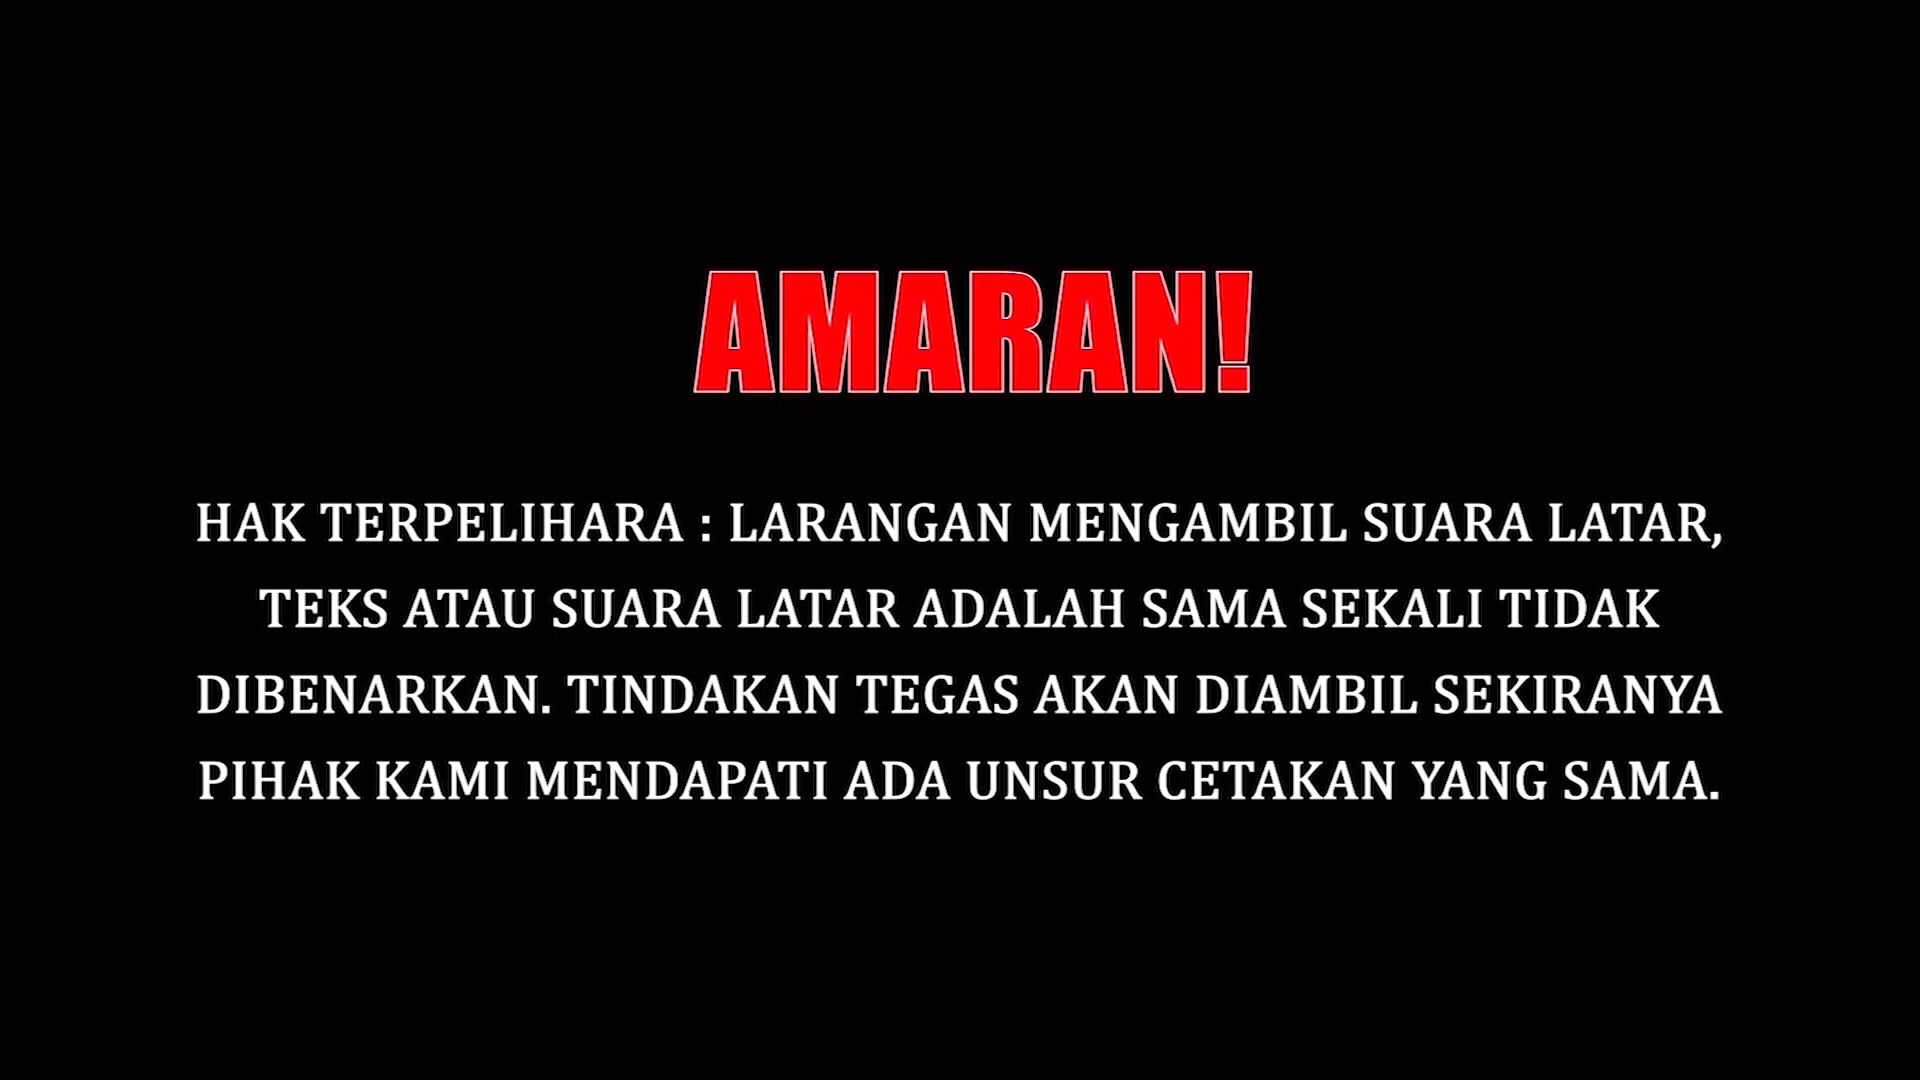 AMARAN!
HAK TERPELIHARA : LARANGAN MENGAMBIL SUARA LATAR,
TEKS ATAU SUARA LATAR ADALAH SAMA SEKALI TIDAK
DIBENARKAN. TINDAKAN TEGAS AKAN DIAMBIL SEKIRANYA
PIHAK KAMI MENDAPATI ADA UNSUR CETAKAN YANG SAMA.